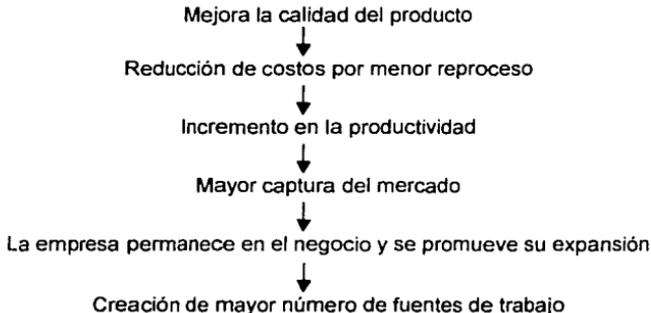 Mejora la calidad del producto
Reducción de costos por menor reproceso
Incremento en la productividad
Mayor captura del mercado
La empresa permanece en el negocio y se promueve su expansión
Creación de mayor número de fuentes de trabajo